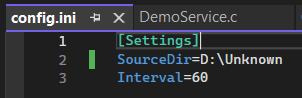 config.ini DemoService.c
1 [Settings]
2 SourceDir=D:\Unknown
3 Interval=60